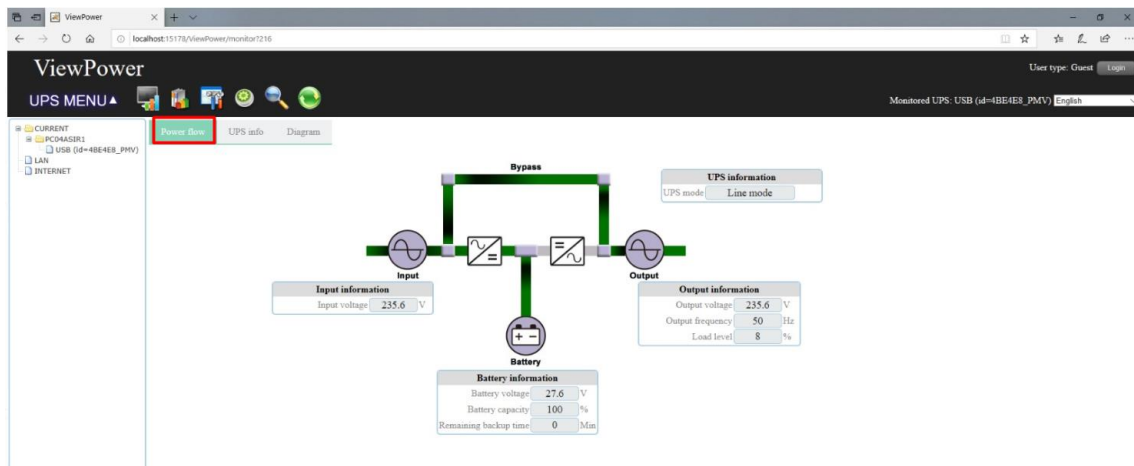 ViewPower
localhost:15178/ViewPower/monitor?216
ViewPower
User type: Guest Login
UPS MENU▲
Monitored UPS: USB (id=4BE4E8_PMV) English
CURRENT
PC04ASIR1
USB (id=4BE4E8_PMV)
LAN
INTERNET
Power flow UPS info Diagram
Bypass
UPS information
UPS mode Line mode
Input
Output
Input information
Input voltage 235.6 V
Output information
Output voltage 235.6 V
Output frequency 50 Hz
Load level 8 %
Battery
Battery information
Battery voltage 27.6 V
Battery capacity 100 %
Remaining backup time 0 Min